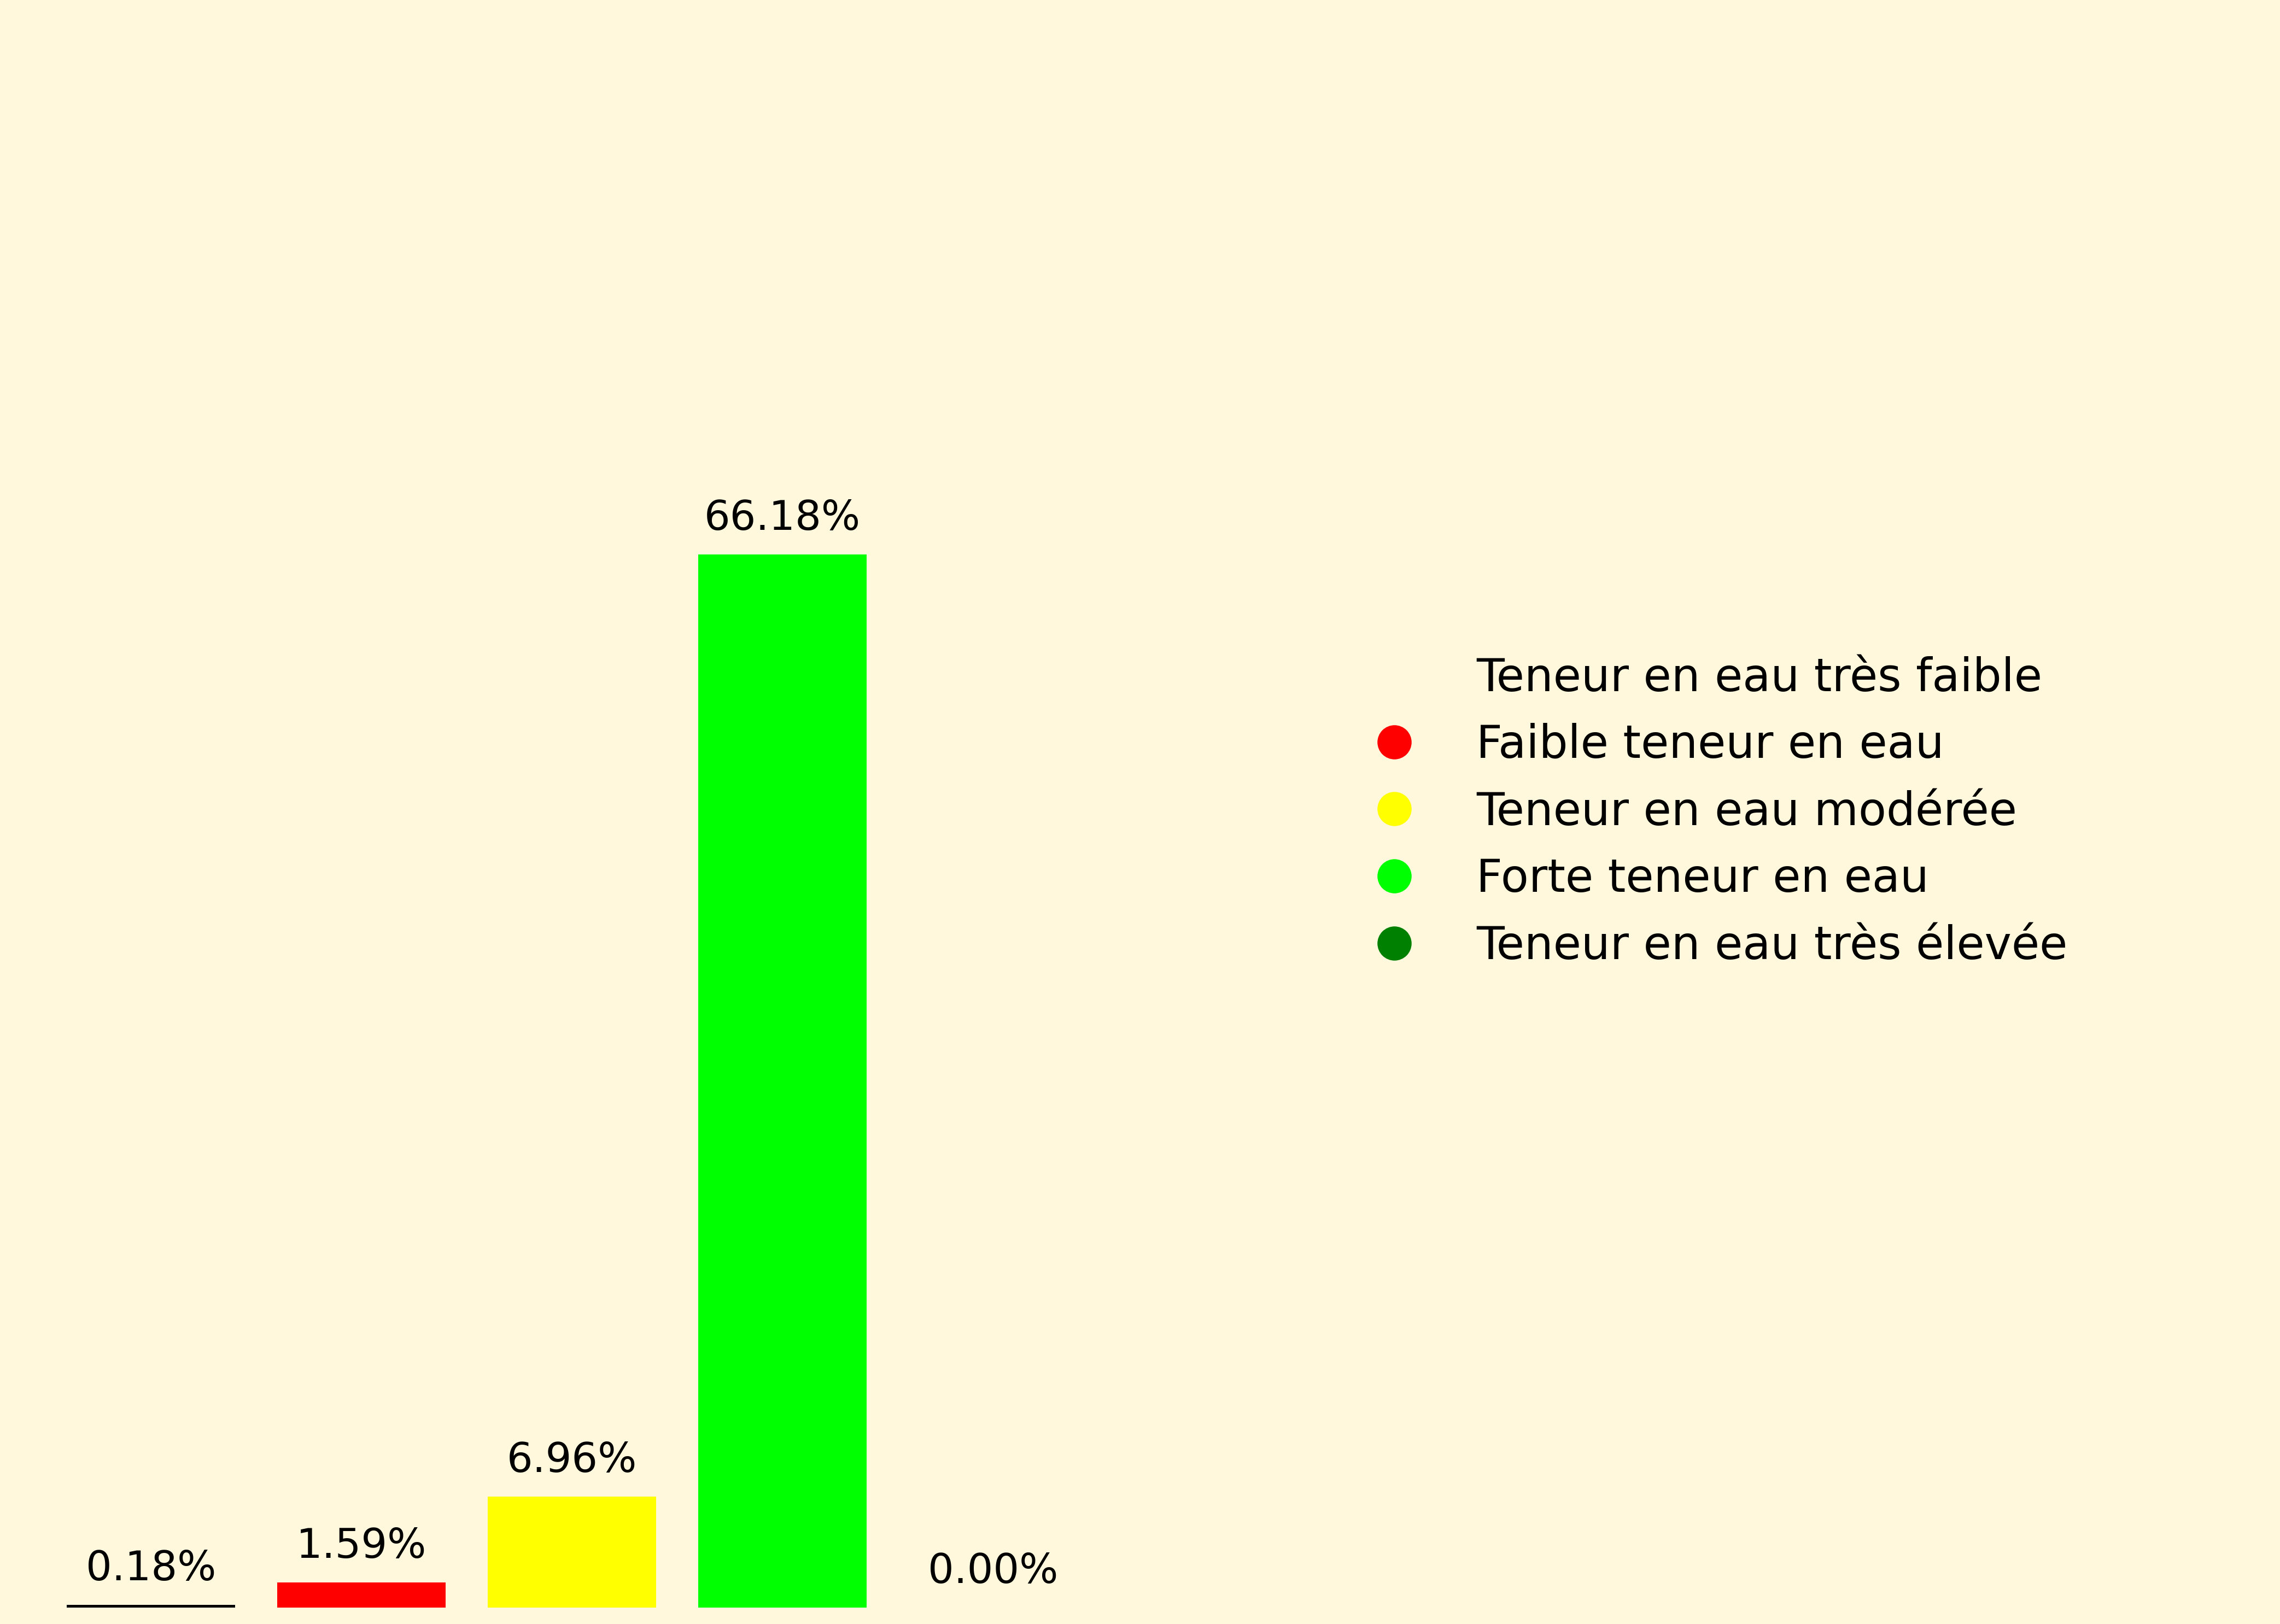 66.18%
6.96%
1.59%
0.18%
0.00%
Teneur en eau très faible
Faible teneur en eau
Teneur en eau modérée
Forte teneur en eau
Teneur en eau très élevée